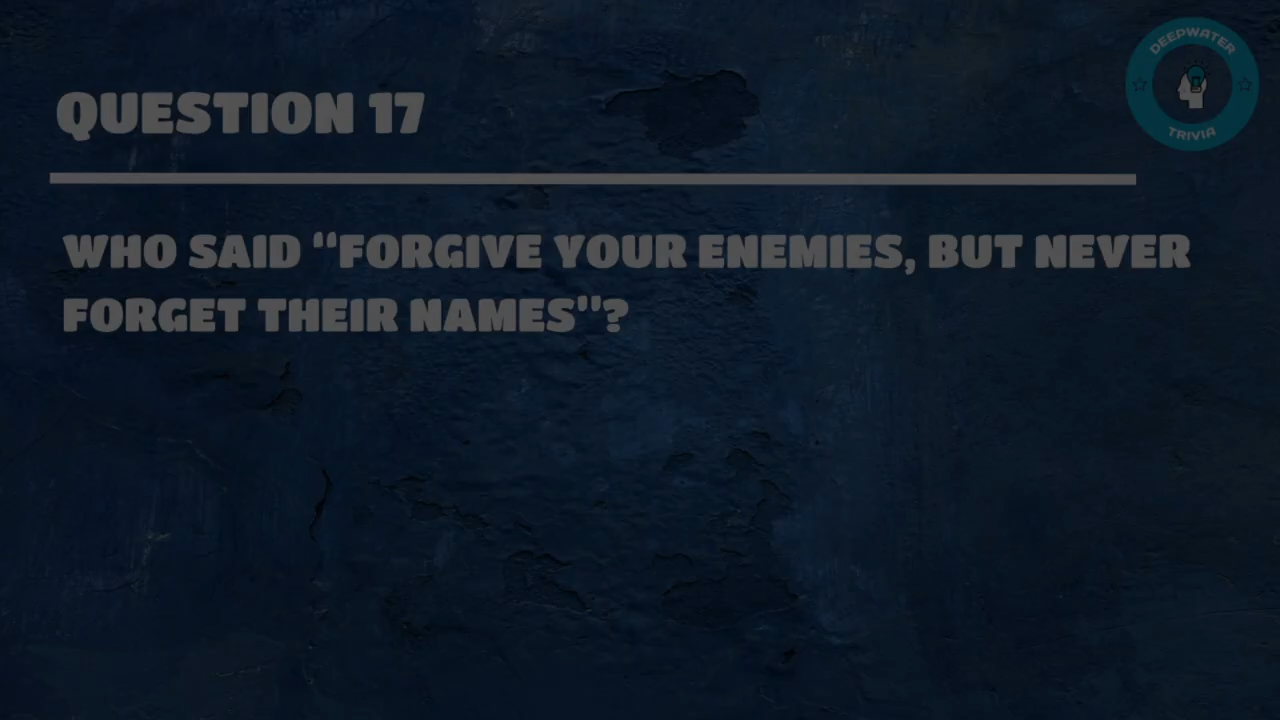 DEEPWATER
TRIVIA
QUESTION 17
WHO SAID “FORGIVE YOUR ENEMIES, BUT NEVER
FORGET THEIR NAMES"?